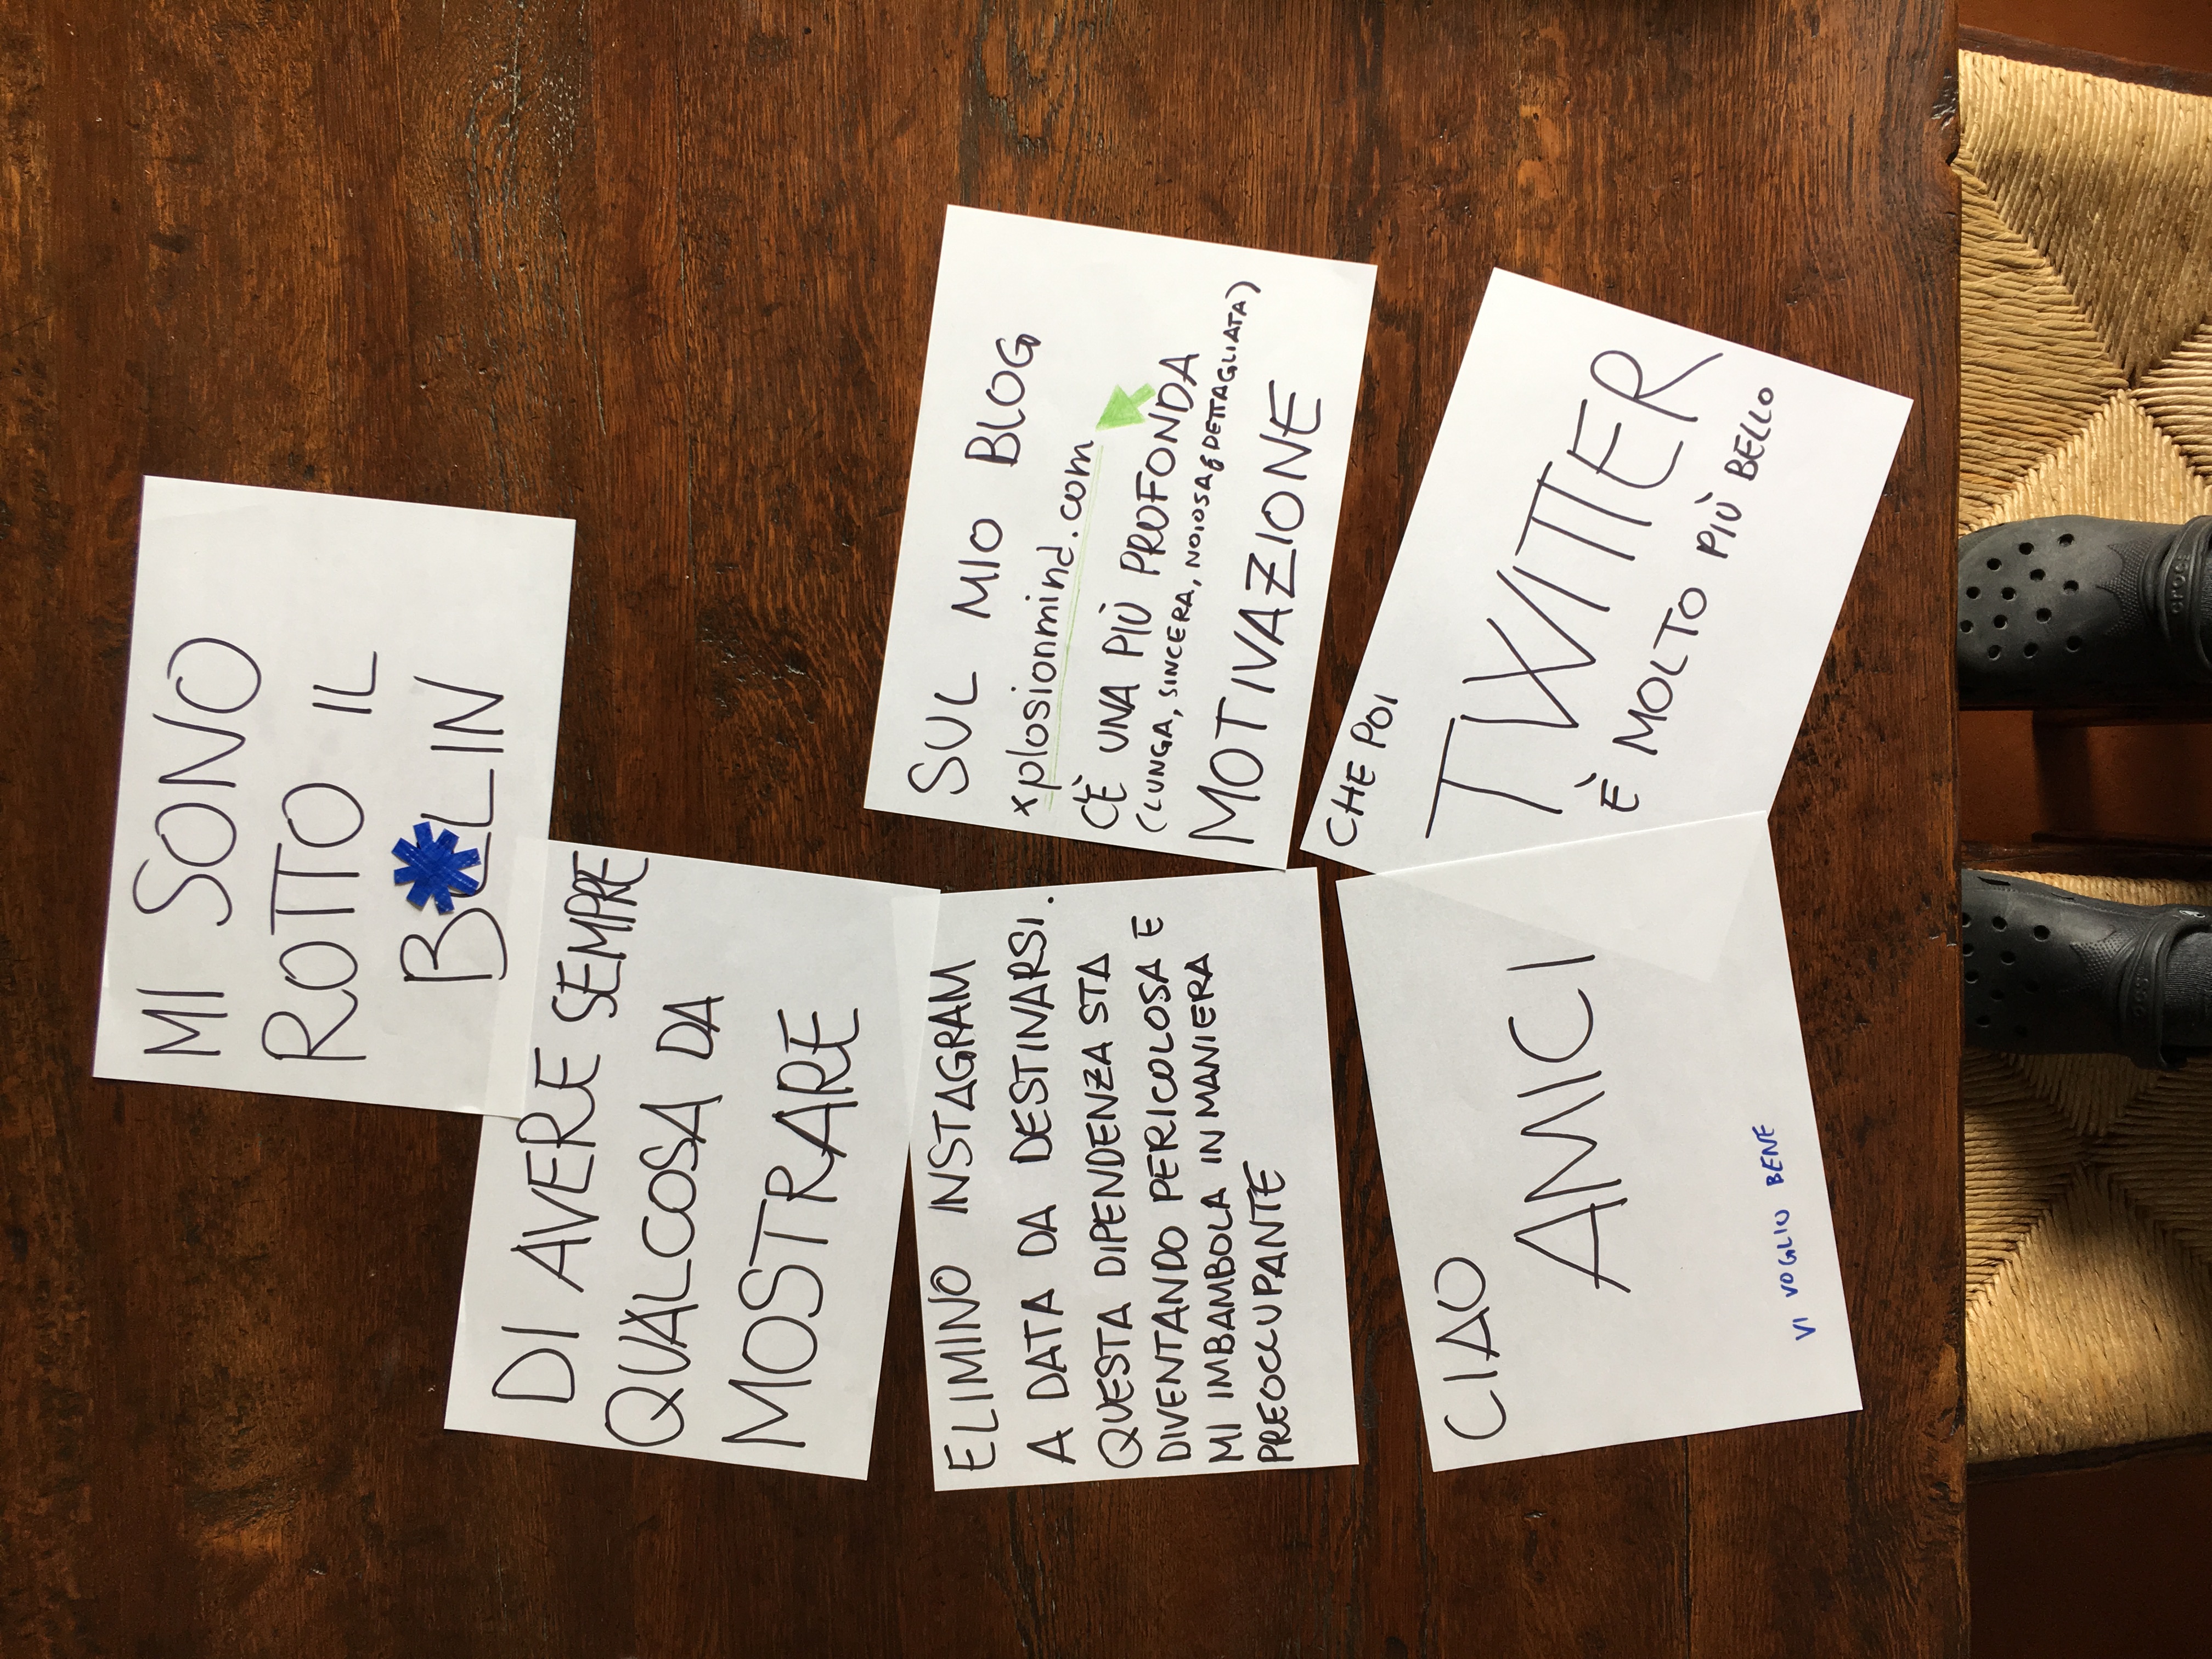 MI SONO
ROTTO IL
B*LIN
DI AVERE SEMPRE
QUALCOSA DA
MOSTRARE
ELIMINO INSTAGRAM
A DATA DA DESTINARSI.
QUESTA DIPENDENZA STA
DIVENTANDO PERICOLOSA E
MI IMBAMBOLA IN MANIERA
PREOCCUPANTE
SUL MIO BLOG
xplosionmind.com
C'È UNA PIÙ PROFONDA
(LUNGA, SINCERA, NOIOSA & DETTAGLIATA)
MOTIVAZIONE
CHE POI
TWITTER
È MOLTO PIÙ BELLO
CIAO
AMICI
VI VOGLIO BENE
crocs
crocs